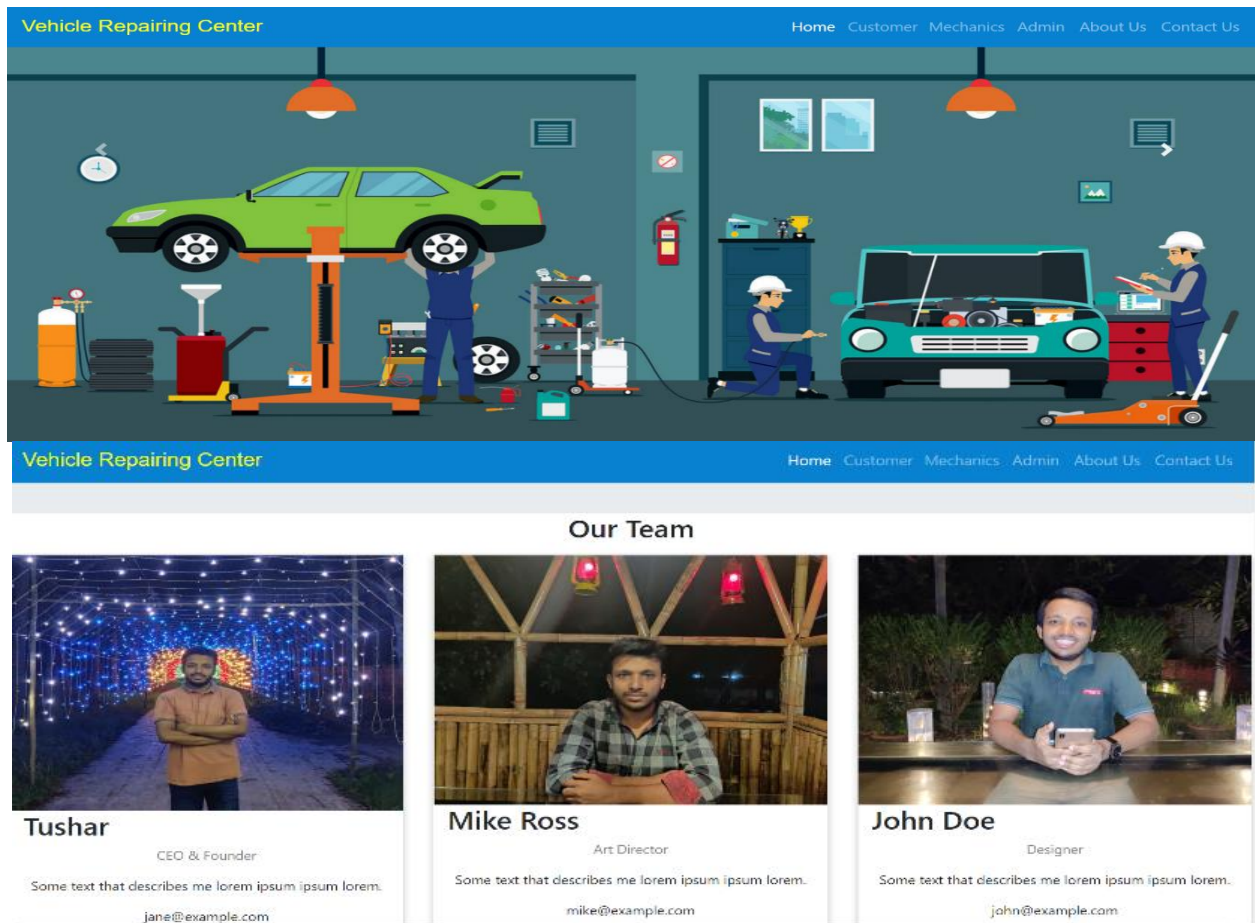 Vehicle Repairing Center
Home Customer Mechanics Admin About Us Contact Us
Vehicle Repairing Center
Home Customer Mechanics Admin About Us Contact Us
Our Team
Tushar
CEO & Founder
Some text that describes me lorem ipsum ipsum lorem.
jane@example.com
Mike Ross
Art Director
Some text that describes me lorem ipsum ipsum lorem.
mike@example.com
John Doe
Designer
Some text that describes me lorem ipsum ipsum lorem.
john@example.com